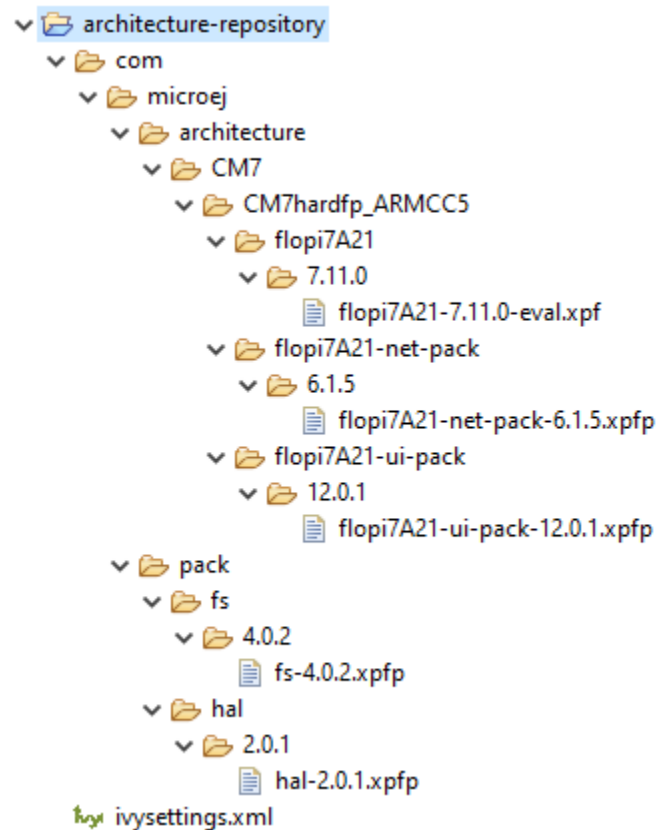 architecture-repository
com
microej
architecture
CM7
CM7hardfp_ARMCC5
flopi7A21
7.11.0
flopi7A21-7.11.0-eval.xpf
flopi7A21-net-pack
6.1.5
flopi7A21-net-pack-6.1.5.xpfp
flopi7A21-ui-pack
12.0.1
flopi7A21-ui-pack-12.0.1.xpfp
pack
fs
4.0.2
fs-4.0.2.xpfp
hal
2.0.1
hal-2.0.1.xpfp
ivy ivysettings.xml